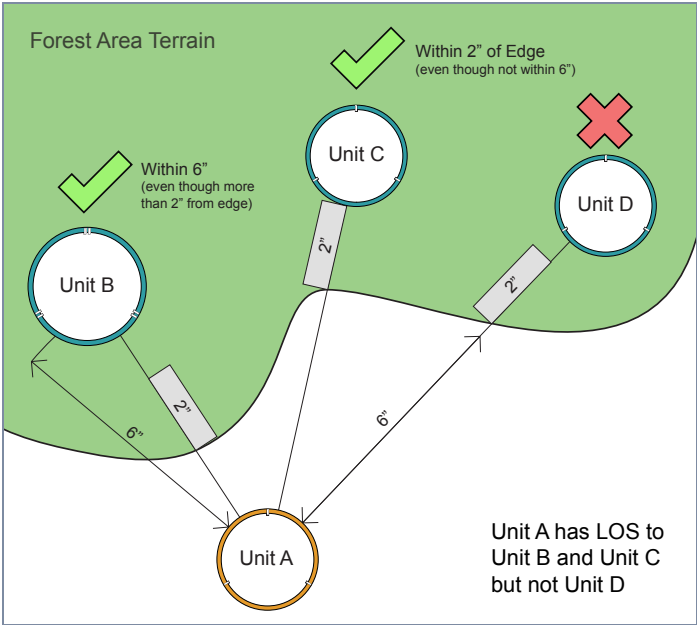 Forest Area Terrain
Within 2” of Edge
(even though not within 6”)
Unit C
Within 6”
(even though more
than 2” from edge)
Unit D
Unit B
2”
2”
2”
6”
6”
Unit A
Unit A has LOS to
Unit B and Unit C
but not Unit D